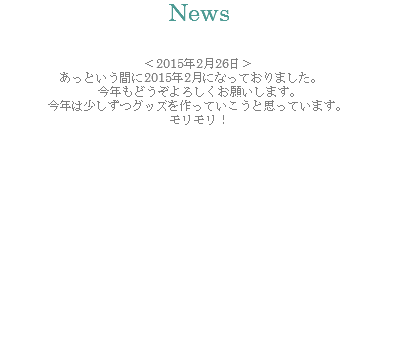 News
＜2015年2月26日＞
あっという間に2015年2月になっておりました。
今年もどうぞよろしくお願いします。
今年は少しずつグッズを作っていこうと思っています。
モリモリ！